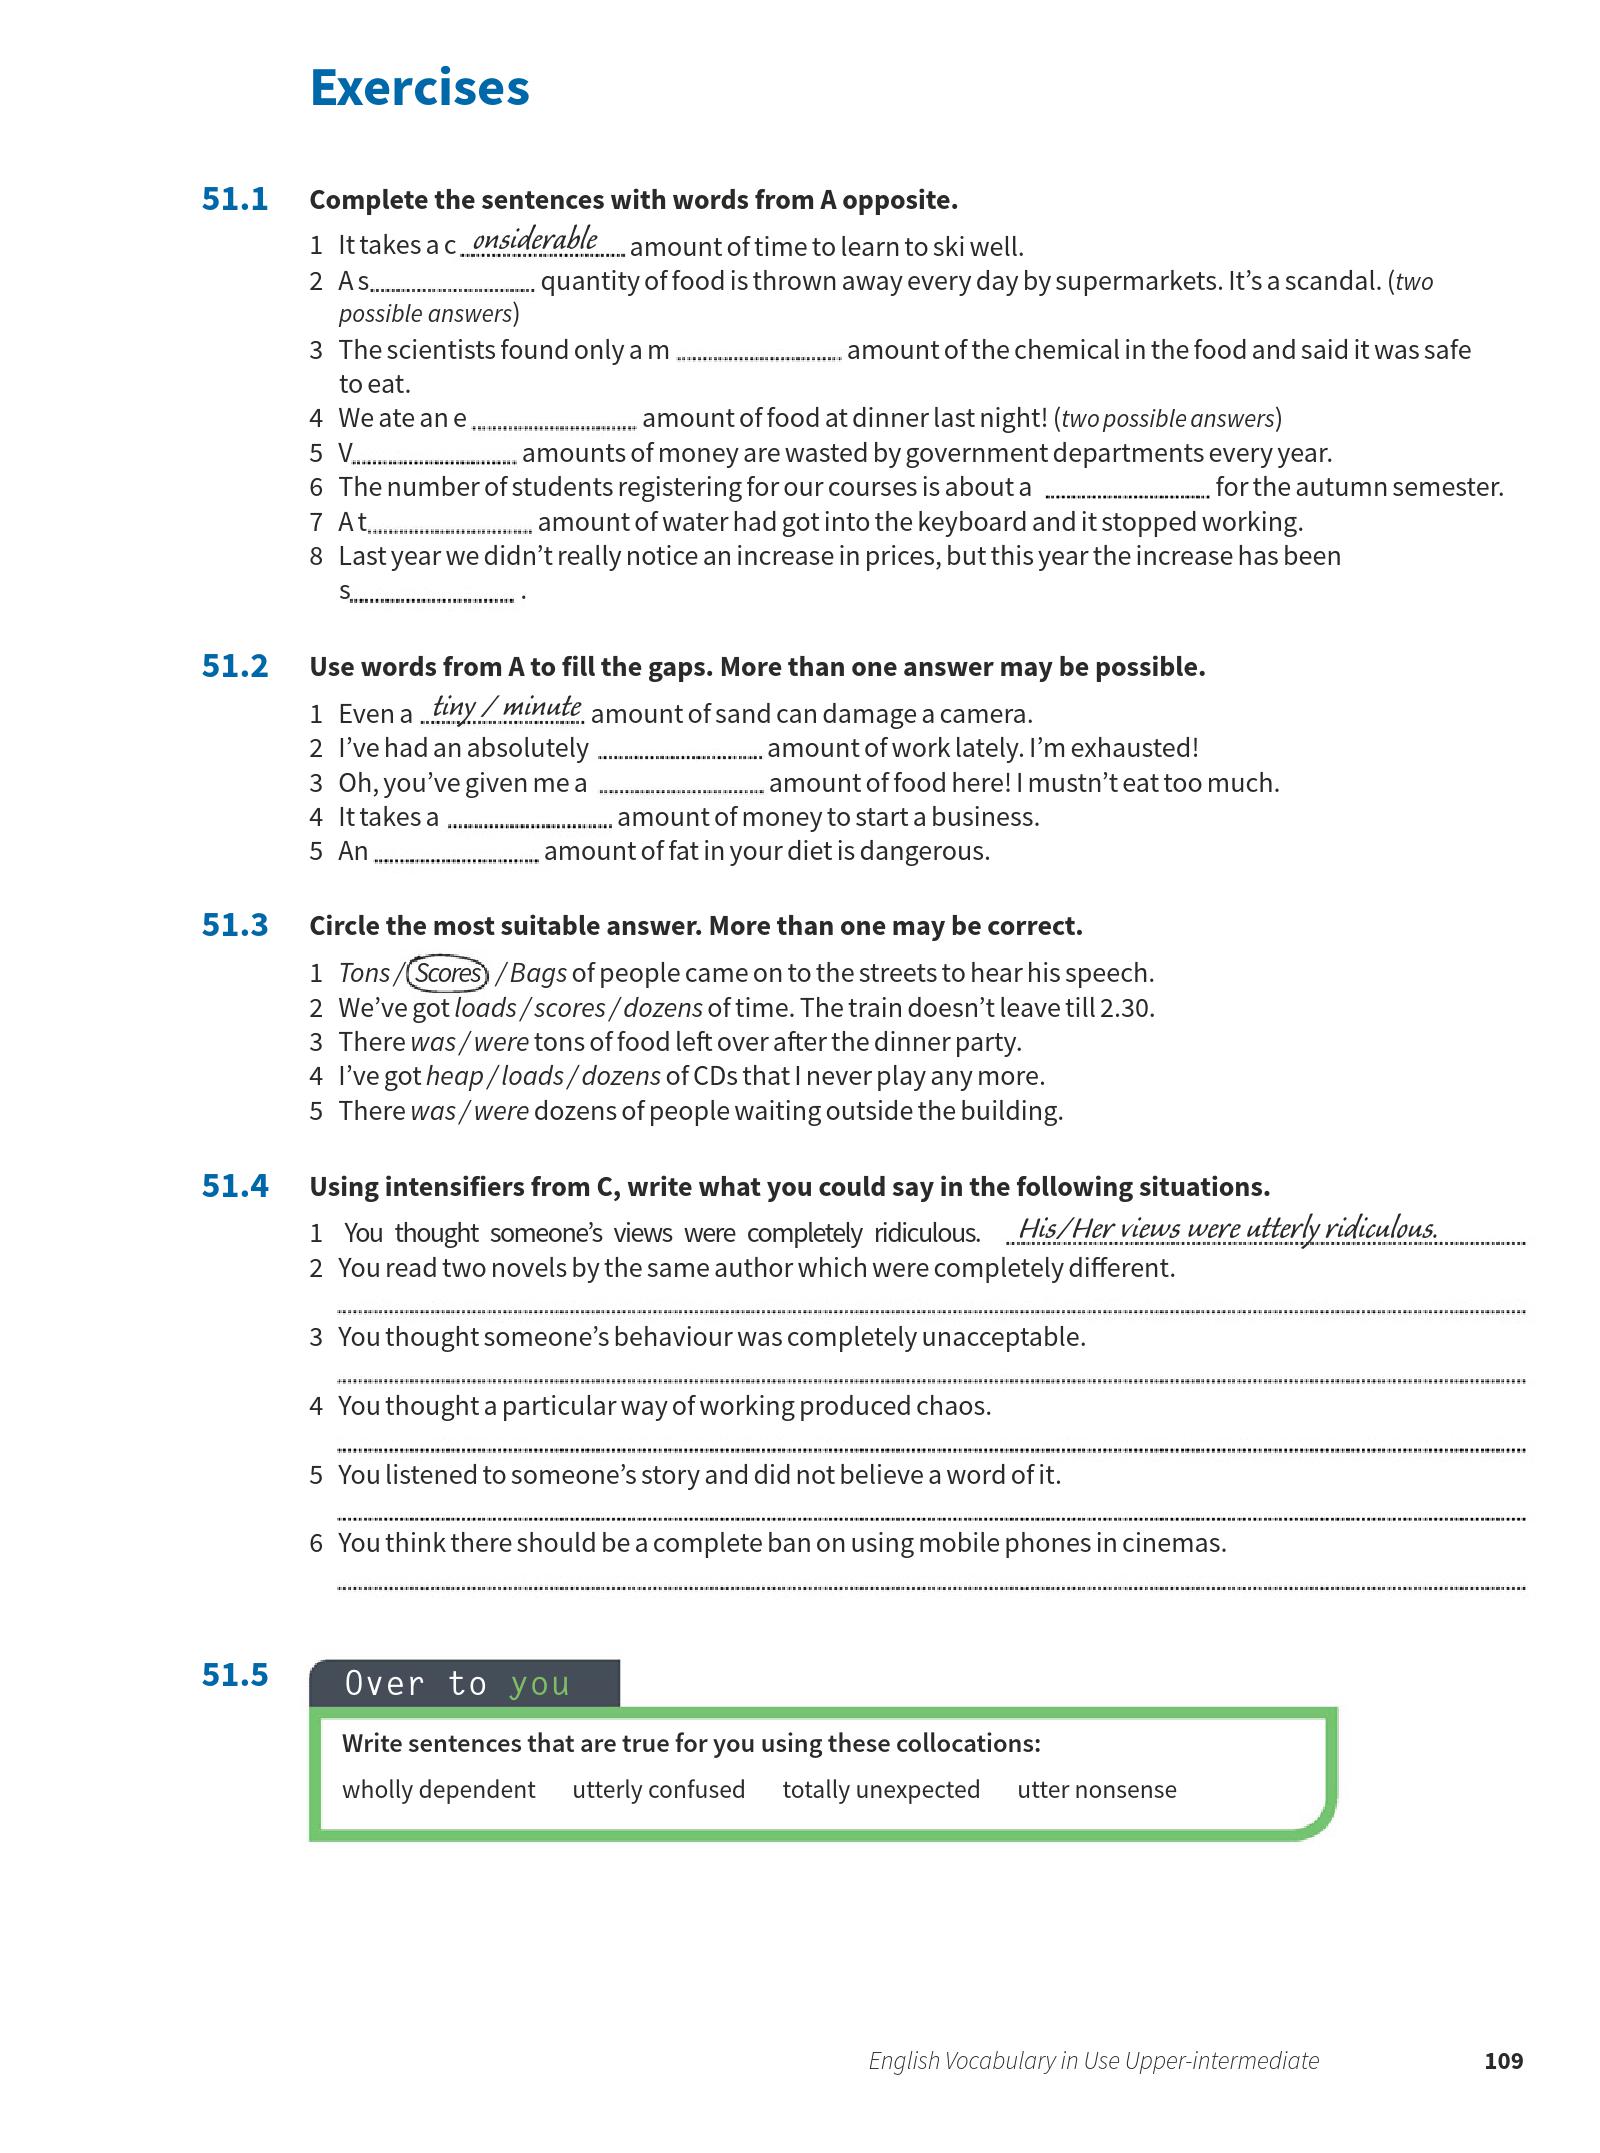 Exercises
51.1 Complete the sentences with words from A opposite.
1 It takes a c onsiderable amount of time to learn to ski well.
2 A s quantity of food is thrown away every day by supermarkets. It’s a scandal. (two
possible answers)
3 The scientists found only a m amount of the chemical in the food and said it was safe
to eat.
4 We ate an e amount of food at dinner last night! (two possible answers)
5 V amounts of money are wasted by government departments every year.
6 The number of students registering for our courses is about a for the autumn semester.
7 A t amount of water had got into the keyboard and it stopped working.
8 Last year we didn’t really notice an increase in prices, but this year the increase has been
s .
51.2 Use words from A to fill the gaps. More than one answer may be possible.
1 Even a tiny / minute amount of sand can damage a camera.
2 I’ve had an absolutely amount of work lately. I’m exhausted!
3 Oh, you’ve given me a amount of food here! I mustn’t eat too much.
4 It takes a amount of money to start a business.
5 An amount of fat in your diet is dangerous.
51.3 Circle the most suitable answer. More than one may be correct.
1 Tons / Scores / Bags of people came on to the streets to hear his speech.
2 We’ve got loads / scores / dozens of time. The train doesn’t leave till 2.30.
3 There was / were tons of food left over after the dinner party.
4 I’ve got heap / loads / dozens of CDs that I never play any more.
5 There was / were dozens of people waiting outside the building.
51.4 Using intensifiers from C, write what you could say in the following situations.
1 You thought someone’s views were completely ridiculous. His/Her views were utterly ridiculous.
2 You read two novels by the same author which were completely different.
3 You thought someone’s behaviour was completely unacceptable.
4 You thought a particular way of working produced chaos.
5 You listened to someone’s story and did not believe a word of it.
6 You think there should be a complete ban on using mobile phones in cinemas.
51.5 Over to you
Write sentences that are true for you using these collocations:
wholly dependent utterly confused totally unexpected utter nonsense
English Vocabulary in Use Upper-intermediate 109